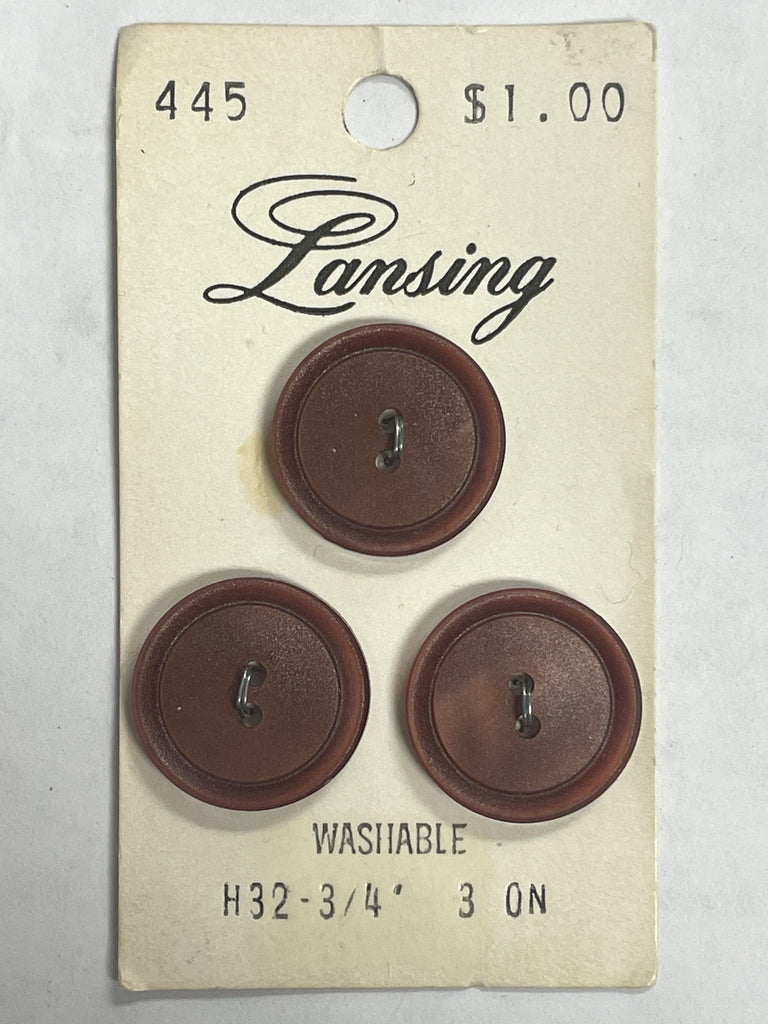 445 $1.00
Lansing
WASHABLE
H32-3/4" 3 ON